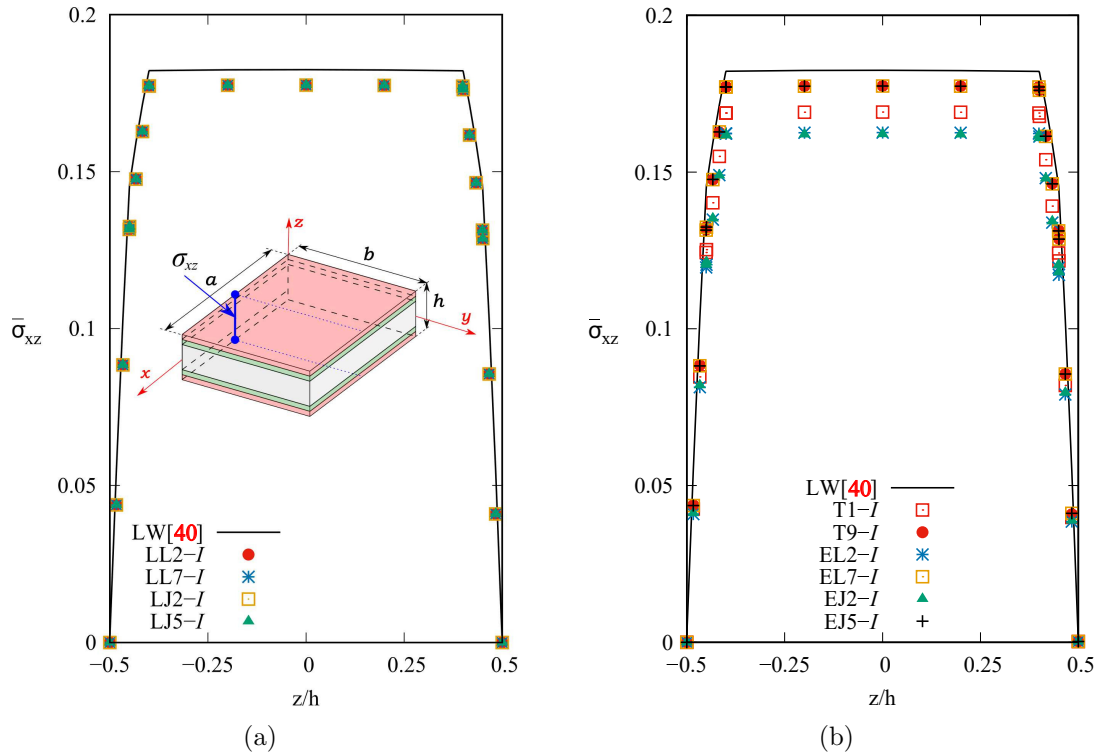 0.2
0.15
0.1
0.05
0
σ̄xz
−0.5
−0.25
0
0.25
0.5
z/h
σxz
a
b
h
z
y
x
LW[40]
LL2−I
LL7−I
LJ2−I
LJ5−I
(a)
0.2
0.15
0.1
0.05
0
σ̄xz
−0.5
−0.25
0
0.25
0.5
z/h
LW[40]
T1−I
T9−I
EL2−I
EL7−I
EJ2−I
EJ5−I
(b)